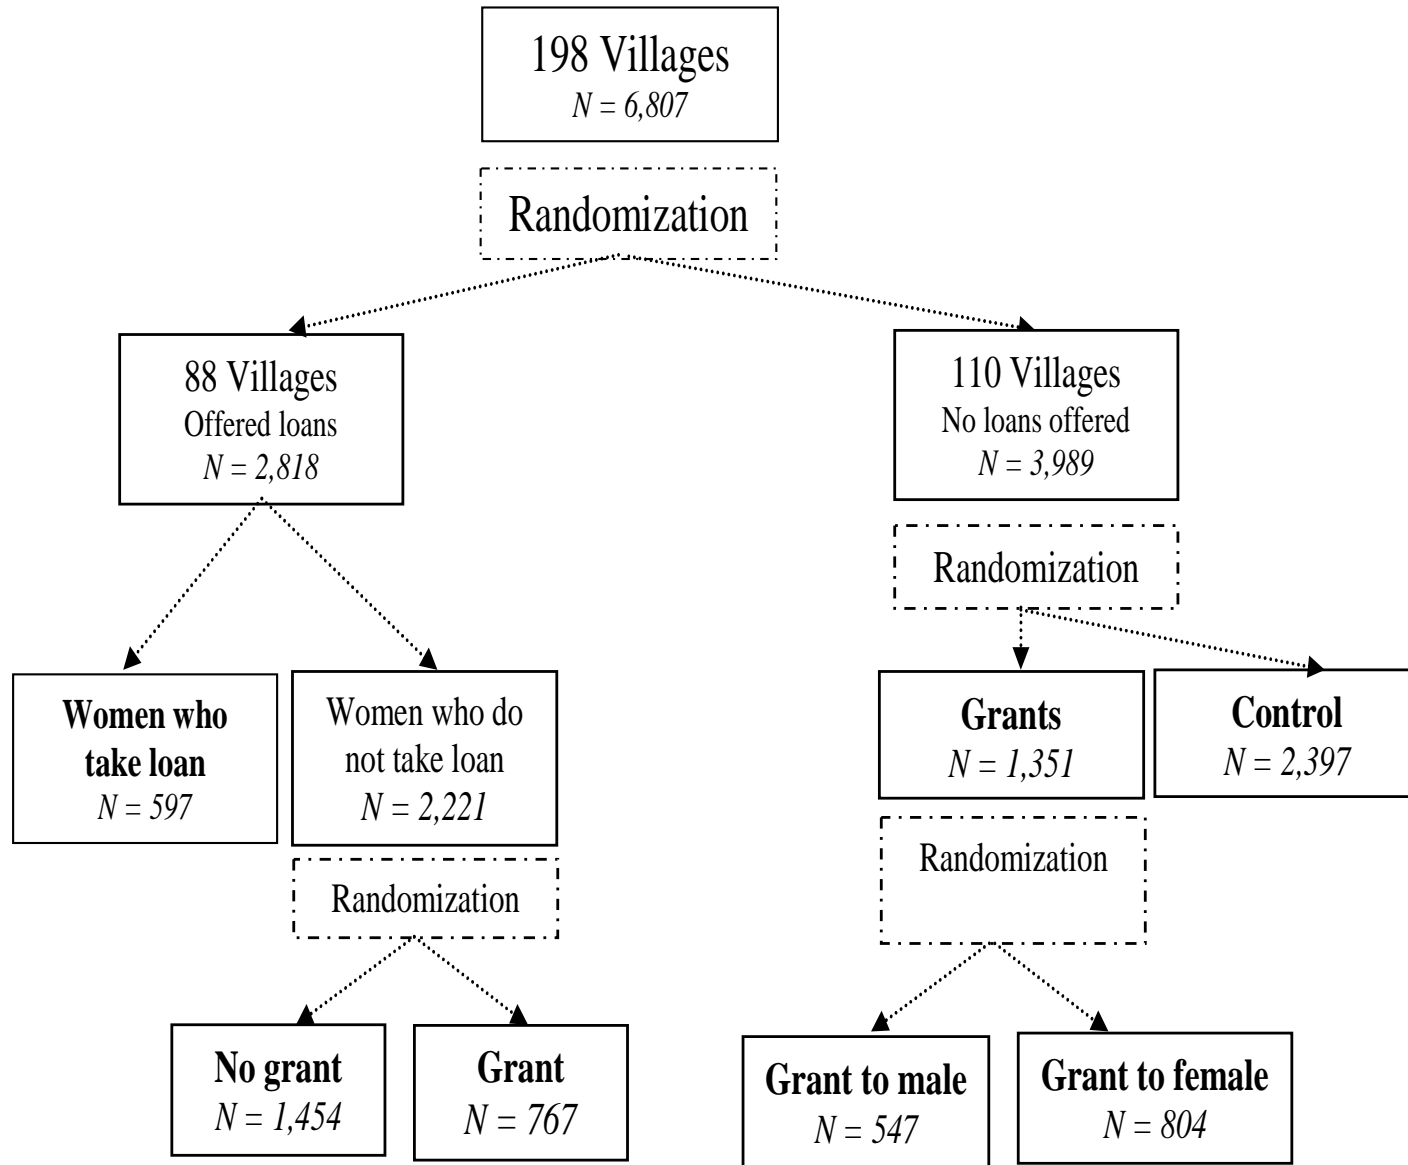 198 Villages
N = 6,807
Randomization
88 Villages
Offered loans
N = 2,818
110 Villages
No loans offered
N = 3,989
Randomization
Women who
take loan
N = 597
Women who do
not take loan
N = 2,221
Grants
N = 1,351
Control
N = 2,397
Randomization
Randomization
No grant
N = 1,454
Grant
N = 767
Grant to male
N = 547
Grant to female
N = 804